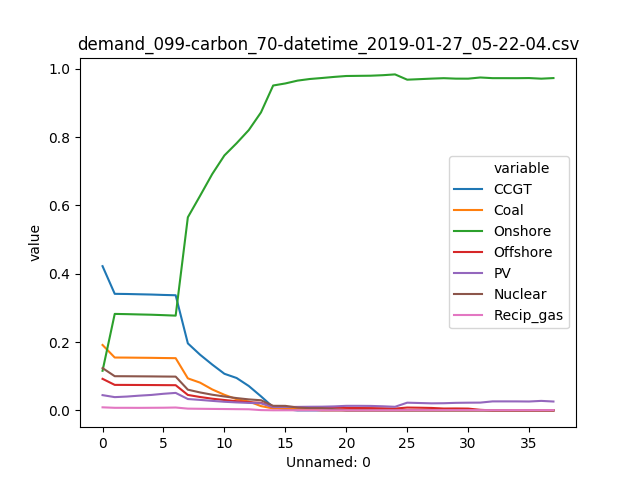 demand_099-carbon_70-datetime_2019-01-27_05-22-04.csv
1.0
0.8
0.6
0.4
0.2
0.0
value
variable
CCGT
Coal
Onshore
Offshore
PV
Nuclear
Recip_gas
0 5 10 15 20 25 30 35
Unnamed: 0